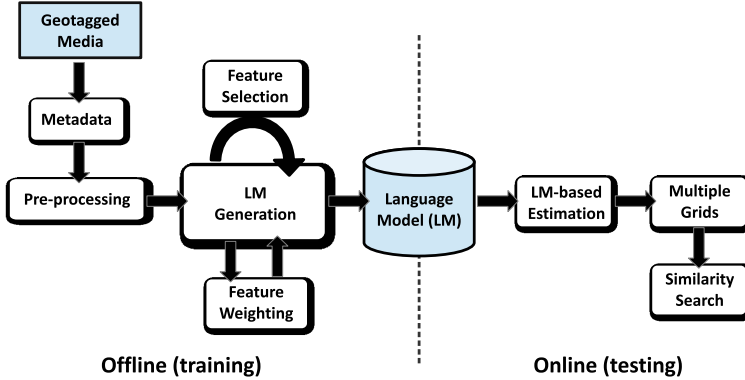 Geotagged
Media
Metadata
Pre-processing
Feature
Selection
LM
Generation
Feature
Weighting
Language
Model (LM)
LM-based
Estimation
Multiple
Grids
Similarity
Search
Offline (training)
Online (testing)